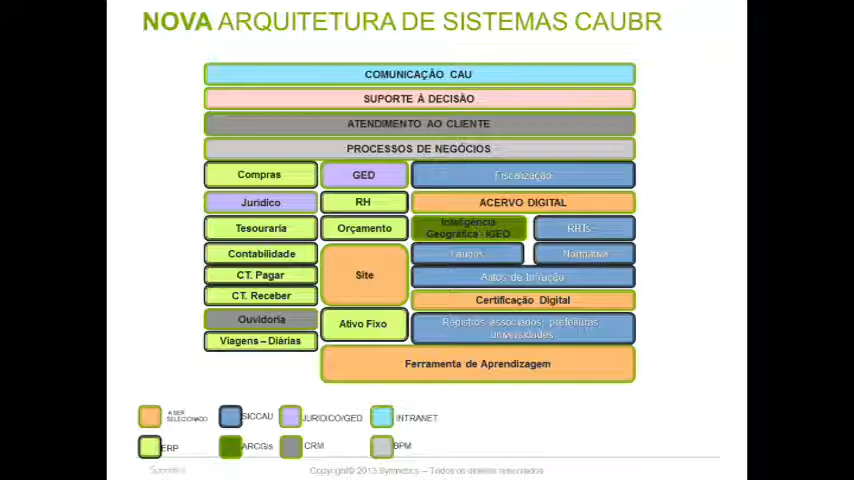 NOVA ARQUITETURA DE SISTEMAS CAUBR
COMUNICAÇÃO CAU
SUPORTE À DECISÃO
ATENDIMENTO AO CLIENTE
PROCESSOS DE NEGÓCIOS
Compras
GED
Fiscalização
Jurídico
RH
ACERVO DIGITAL
Tesouraria
Orçamento
Inteligência
Geográfica - IGEO
RRTs
Contabilidade
Site
Laudos
Normativa
CT. Pagar
Autos de Infração
CT. Receber
Certificação Digital
Ouvidoria
Ativo Fixo
Registros associados: prefeituras,
universidades
Viagens – Diárias
Ferramenta de Aprendizagem
A SER
SELECIONADO
SICCAU
JURIDICO/GED
INTRANET
ERP
ARCGis
CRM
BPM
Symnetics
Copyright© 2013 Symnetics – Todos os direitos reservados